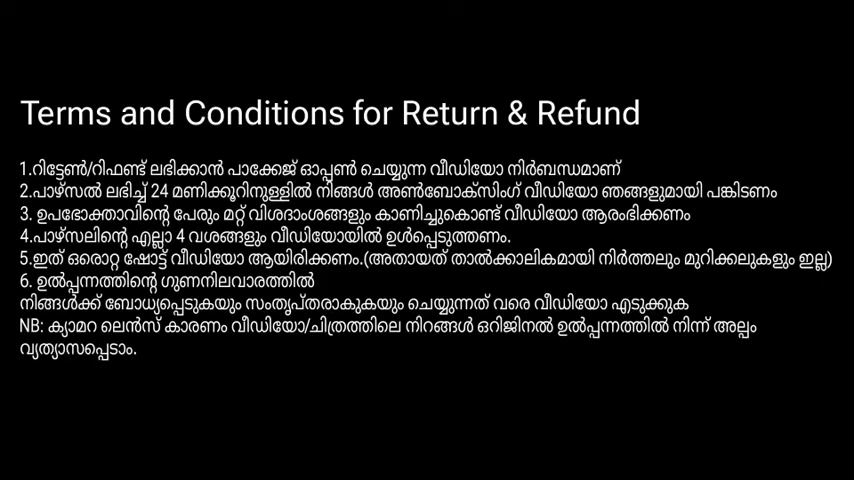 Terms and Conditions for Return & Refund
1.റിട്ടേൺ/റിഫണ്ട് ലഭിക്കാൻ പാക്കേജ് ഓപ്പൺ ചെയ്യുന്ന വീഡിയോ നിർബന്ധമാണ്
2.പാഴ്സൽ ലഭിച്ച് 24 മണിക്കൂറിനുള്ളിൽ നിങ്ങൾ അൺബോക്സിംഗ് വീഡിയോ ഞങ്ങളുമായി പങ്കിടണം
3. ഉപഭോക്താവിന്റെ പേരും മറ്റ് വിശദാംശങ്ങളും കാണിച്ചുകൊണ്ട് വീഡിയോ ആരംഭിക്കണം
4.പാഴ്സലിന്റെ എല്ലാ 4 വശങ്ങളും വീഡിയോയിൽ ഉൾപ്പെടുത്തണം.
5.ഇത് ഒരൊറ്റ ഷോട്ട് വീഡിയോ ആയിരിക്കണം.(അതായത് താൽക്കാലികമായി നിർത്തലും മുറിക്കലുകളും ഇല്ല)
6. ഉൽപ്പന്നത്തിന്റെ ഗുണനിലവാരത്തിൽ
നിങ്ങൾക്ക് ബോധ്യപ്പെടുകയും സംതൃപ്തരാകുകയും ചെയ്യുന്നത് വരെ വീഡിയോ എടുക്കുക
NB: ക്യാമറ ലെൻസ് കാരണം വീഡിയോ/ചിത്രത്തിലെ നിറങ്ങൾ ഒറിജിനൽ ഉൽപ്പന്നത്തിൽ നിന്ന് അല്പം
വ്യത്യാസപ്പെടാം.